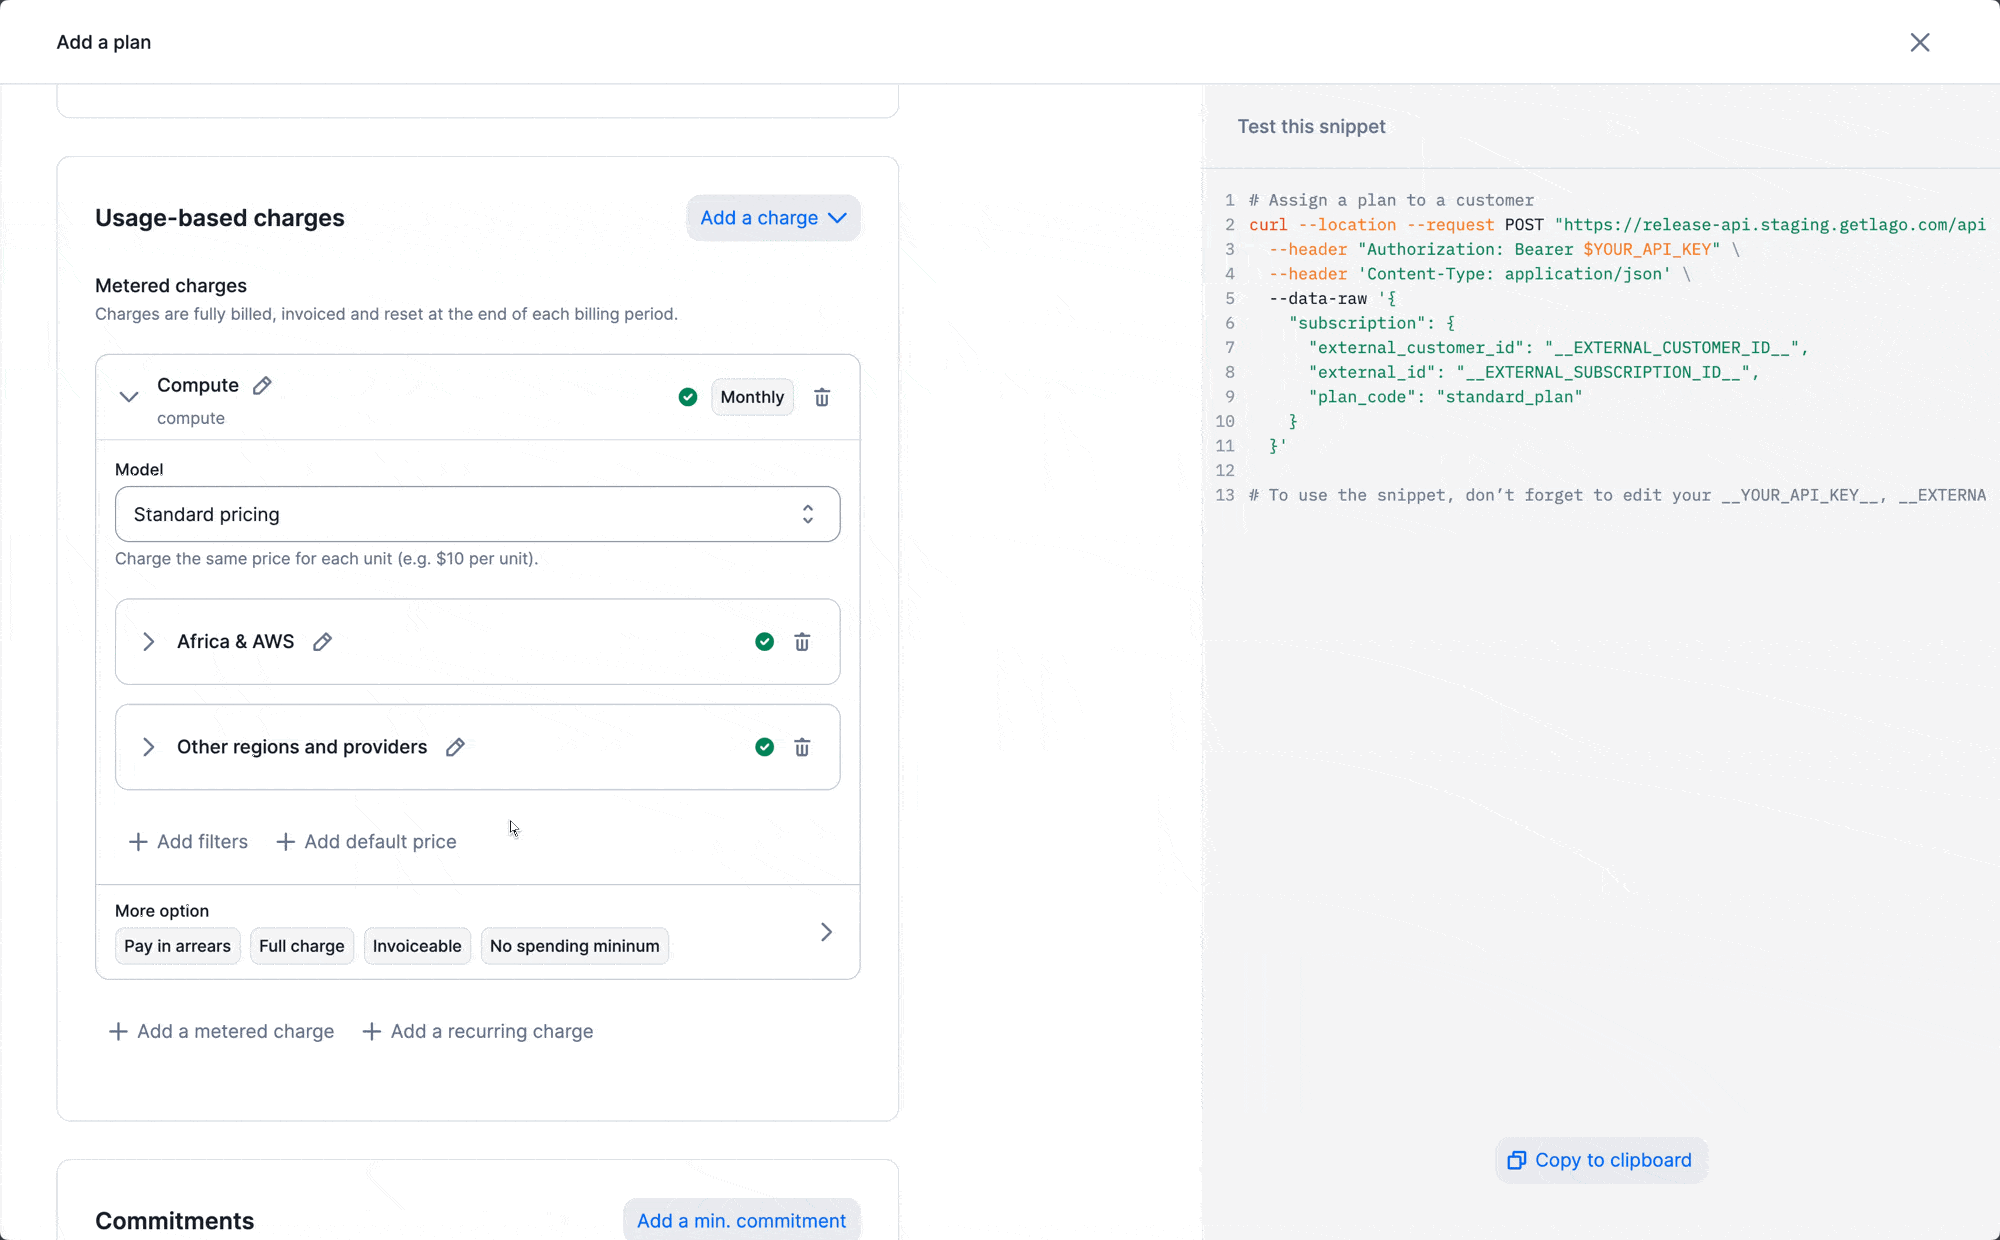 Add a plan
Usage-based charges
Add a charge
Metered charges
Charges are fully billed, invoiced and reset at the end of each billing period.
Compute
compute
Monthly
Model
Standard pricing
Charge the same price for each unit (e.g. $10 per unit).
Africa & AWS
Other regions and providers
Add filters
Add default price
More option
Pay in arrears
Full charge
Invoiceable
No spending mininum
Add a metered charge
Add a recurring charge
Commitments
Add a min. commitment
Test this snippet
1 # Assign a plan to a customer
2 curl --location --request POST "https://release-api.staging.getlago.com/api
3 --header "Authorization: Bearer $YOUR_API_KEY" \
4 --header 'Content-Type: application/json' \
5 --data-raw '{
6 "subscription": {
7 "external_customer_id": "__EXTERNAL_CUSTOMER_ID__",
8 "external_id": "__EXTERNAL_SUBSCRIPTION_ID__",
9 "plan_code": "standard_plan"
10 }
11 }'
12
13 # To use the snippet, don’t forget to edit your __YOUR_API_KEY__, __EXTERNA
Copy to clipboard